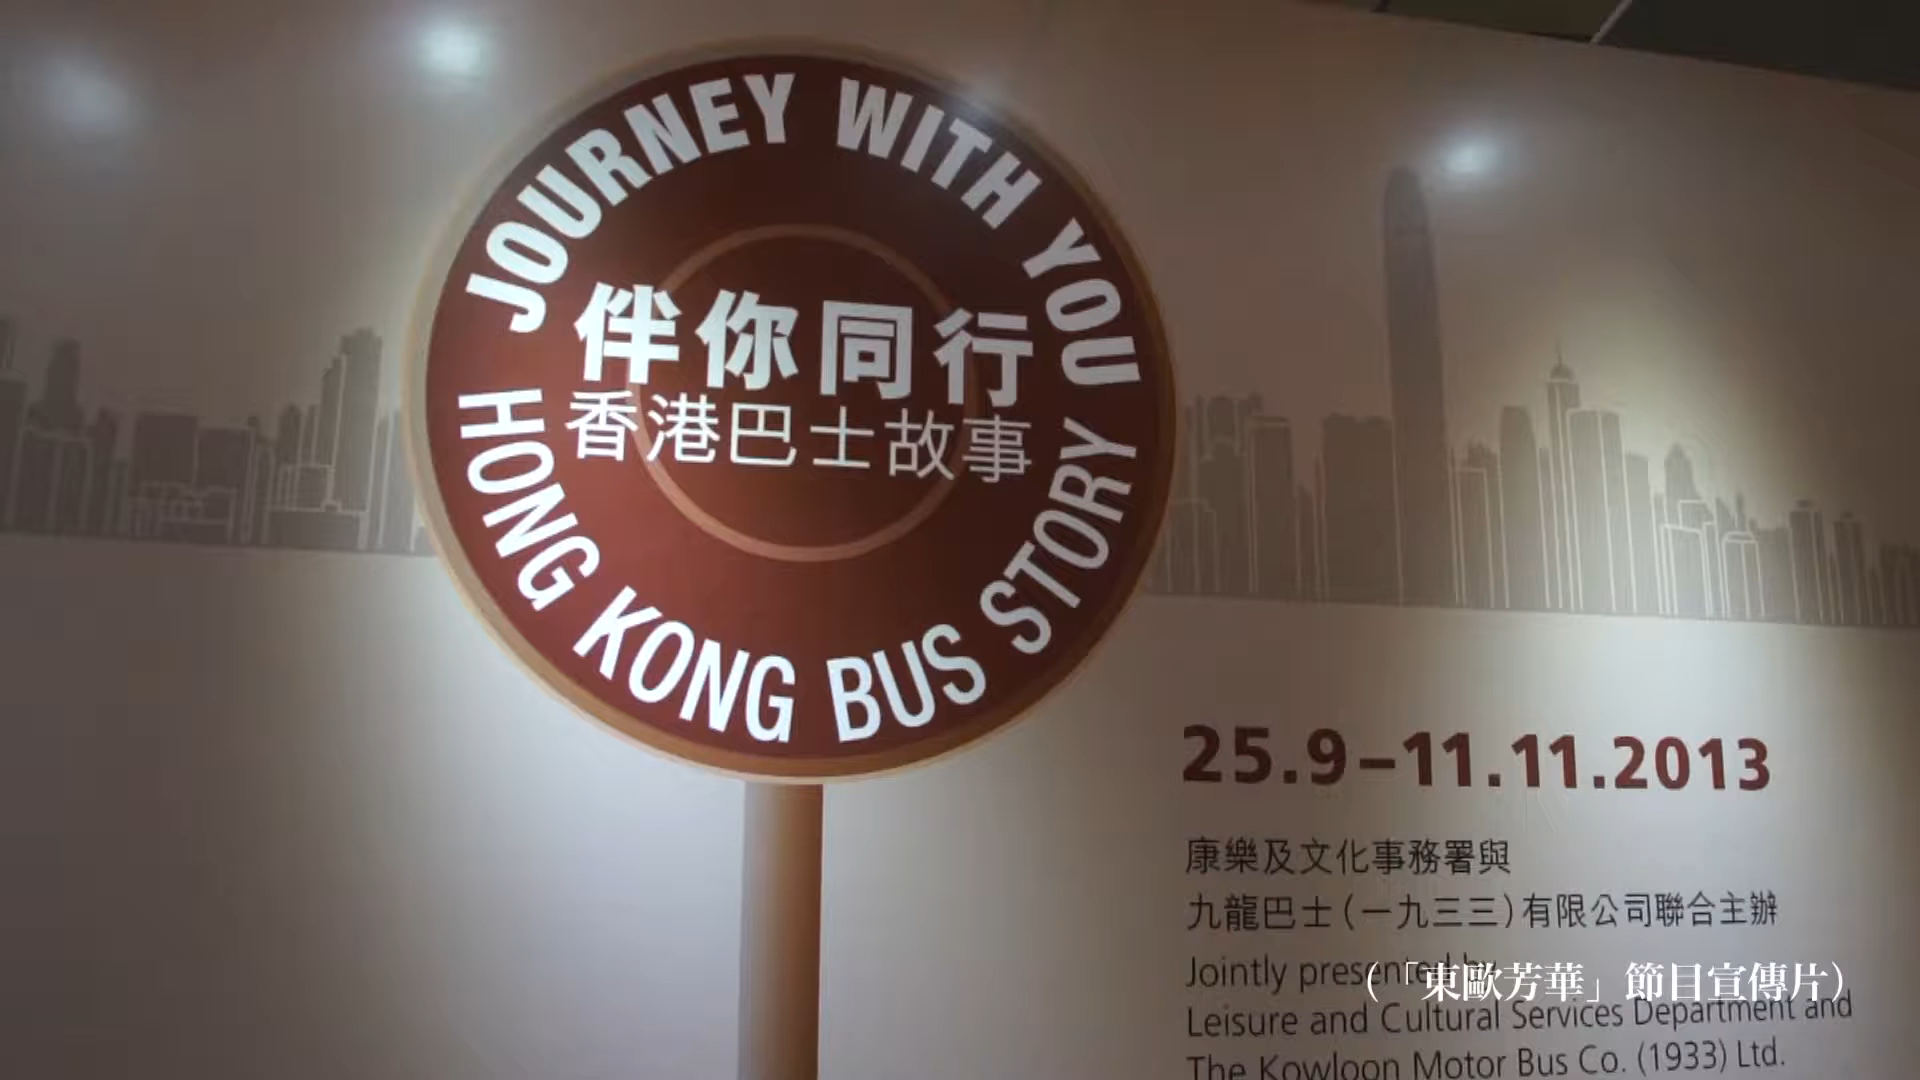 JOURNEY WITH YOU
伴你同行
香港巴士故事
HONG KONG BUS STORY
25.9–11.11.2013
康樂及文化事務署與
九龍巴士(一九三三)有限公司聯合主辦
Jointly presented by
(「東歐芳華」節目宣傳片)
Leisure and Cultural Services Department and
The Kowloon Motor Bus Co. (1933) Ltd.